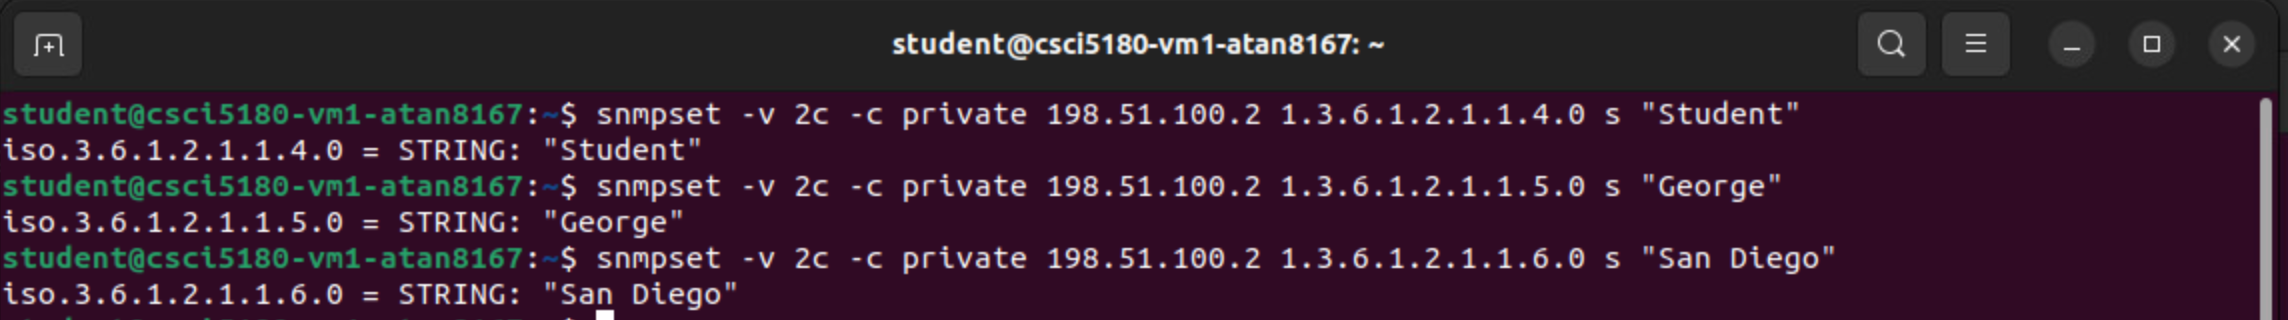 student@csci5180-vm1-atan8167: ~
student@csci5180-vm1-atan8167:~$ snmpset -v 2c -c private 198.51.100.2 1.3.6.1.2.1.1.4.0 s "Student"
iso.3.6.1.2.1.1.4.0 = STRING: "Student"
student@csci5180-vm1-atan8167:~$ snmpset -v 2c -c private 198.51.100.2 1.3.6.1.2.1.1.5.0 s "George"
iso.3.6.1.2.1.1.5.0 = STRING: "George"
student@csci5180-vm1-atan8167:~$ snmpset -v 2c -c private 198.51.100.2 1.3.6.1.2.1.1.6.0 s "San Diego"
iso.3.6.1.2.1.1.6.0 = STRING: "San Diego"